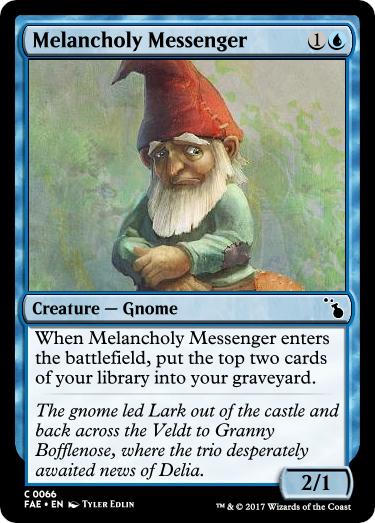 Melancholy Messenger 1
Creature — Gnome
When Melancholy Messenger enters
the battlefield, put the top two cards
of your library into your graveyard.
The gnome led Lark out of the castle and
back across the Veldt to Granny
Bofflenose, where the trio desperately
awaited news of Delia.
2/1
C 0066
FAE • EN Tyler Edlin
™ & © 2017 Wizards of the Coast